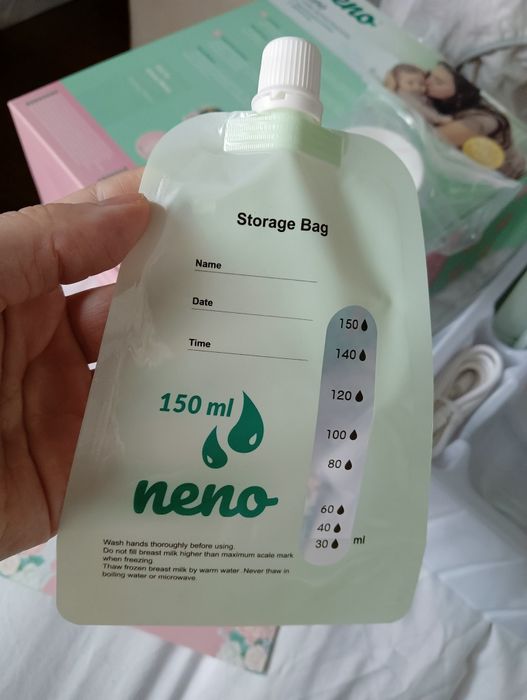 neno
Storage Bag
Name
Date
Time
150
140
120
100
80
60
40
30 ml
150 ml
neno
Wash hands thoroughly before using.
Do not fill breast milk higher than maximum scale mark
when freezing
Thaw frozen breast milk by warm water .Never thaw in
boiling water or microwave